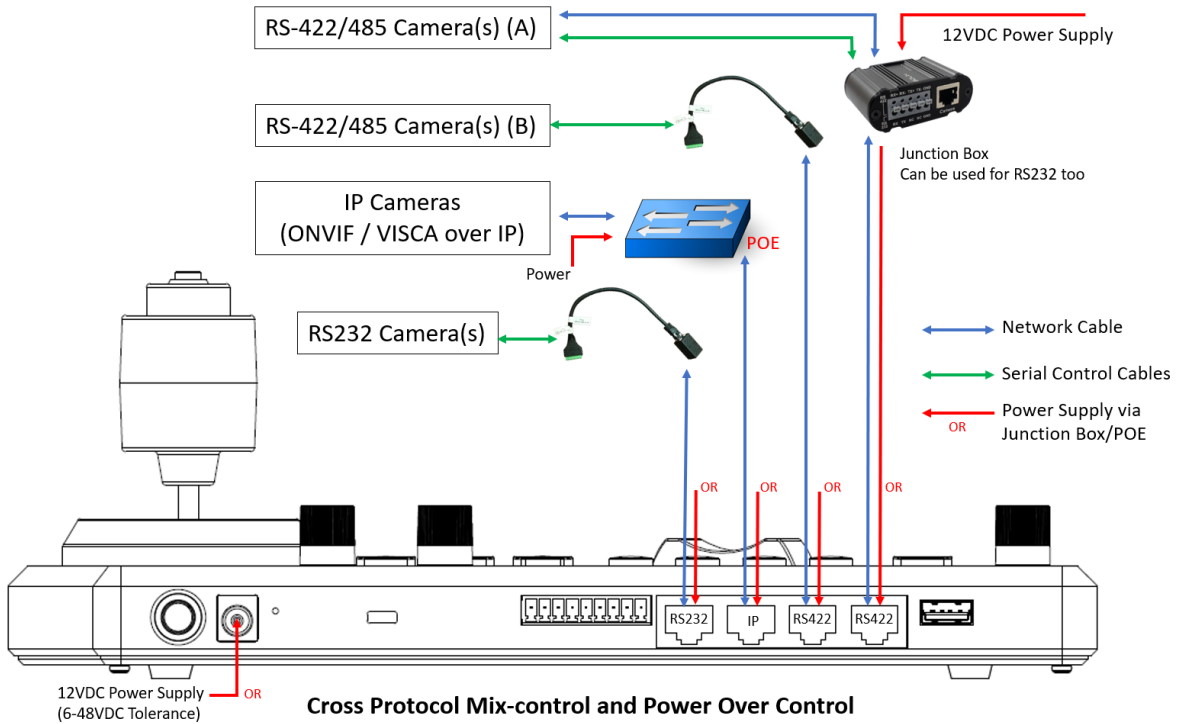 RS-422/485 Camera(s) (A)
12VDC Power Supply
RS-422/485 Camera(s) (B)
Camera
Junction Box
Can be used for RS232 too
IP Cameras
(ONVIF / VISCA over IP)
POE
Power
RS232 Camera(s)
Network Cable
Serial Control Cables
Power Supply via
Junction Box/POE
OR
OR
OR
OR
OR
RS232
IP
RS422
RS422
12VDC Power Supply
(6-48VDC Tolerance)
OR
Cross Protocol Mix-control and Power Over Control